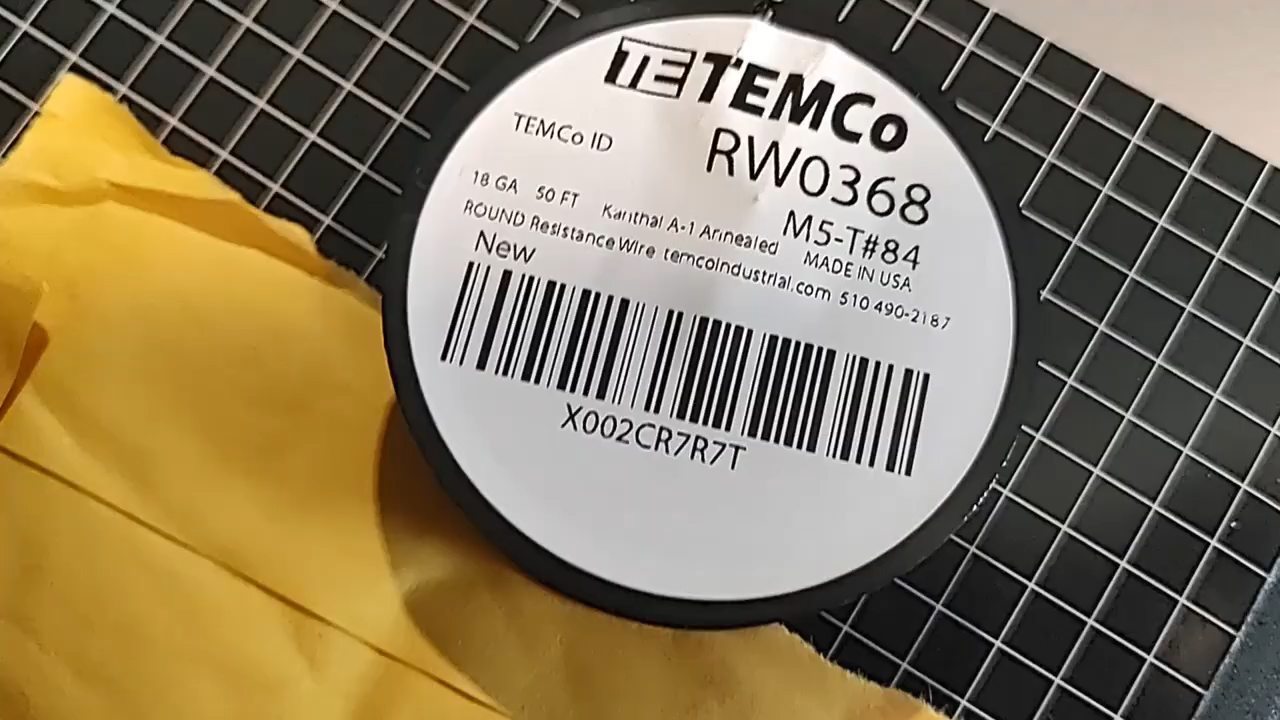 TE TEMCo
TEMCo ID RW0368
M5-T#84
18 GA 50 FT Kanthal A-1 Annealed MADE IN USA
ROUND Resistance Wire temcoindustrial.com 510 490-2187
New
X002CR7R7T